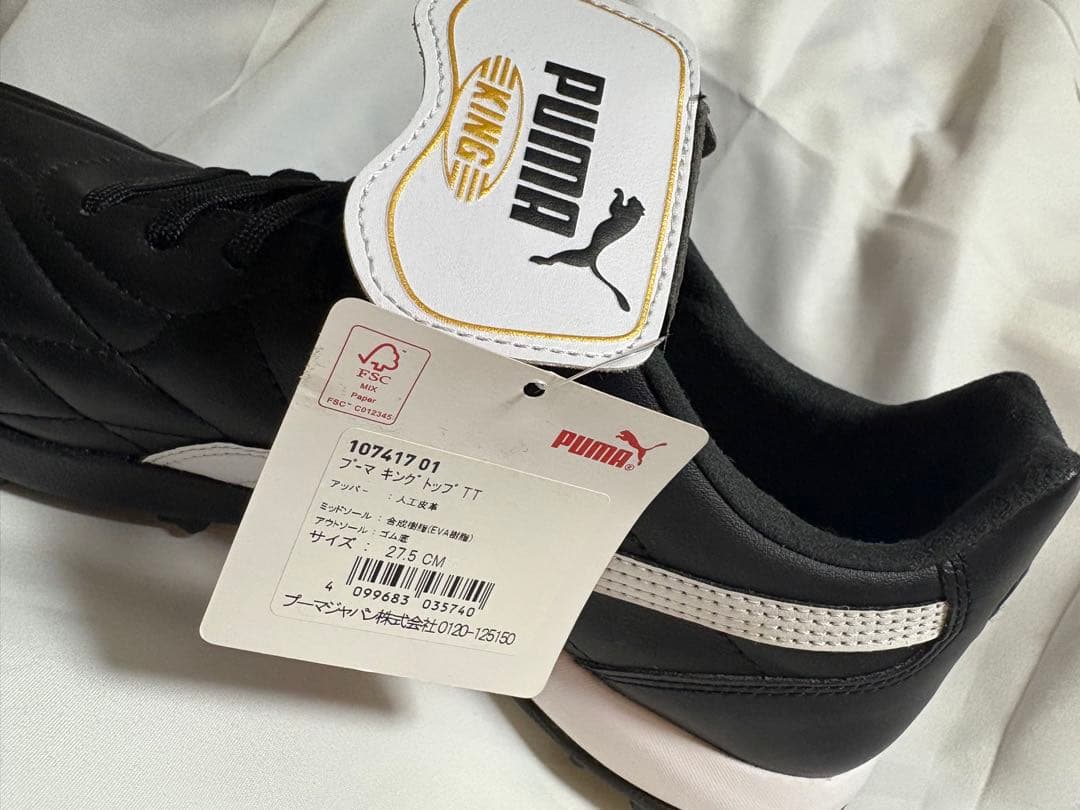 PUMA
KING
FSC
MIX
Paper
FSC™ C012345
PUMA®
107417 01
プーマ キング トップ TT
アッパー : 人工皮革
ミッドソール : 合成樹脂(EVA樹脂)
アウトソール : ゴム底
サイズ : 27.5 CM
4 099683 035740
プーマジャパン株式会社 0120-125150